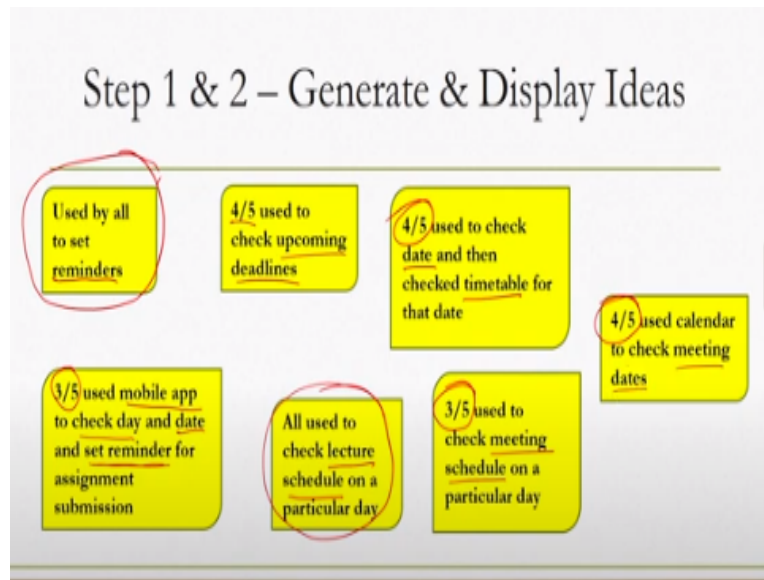 Step 1 & 2 – Generate & Display Ideas
Used by all
to set
reminders
4/5 used to
check upcoming
deadlines
4/5 used to check
date and then
checked timetable for
that date
4/5 used calendar
to check meeting
dates
3/5 used mobile app
to check day and date
and set reminder for
assignment
submission
All used to
check lecture
schedule on a
particular day
3/5 used to
check meeting
schedule on a
particular day